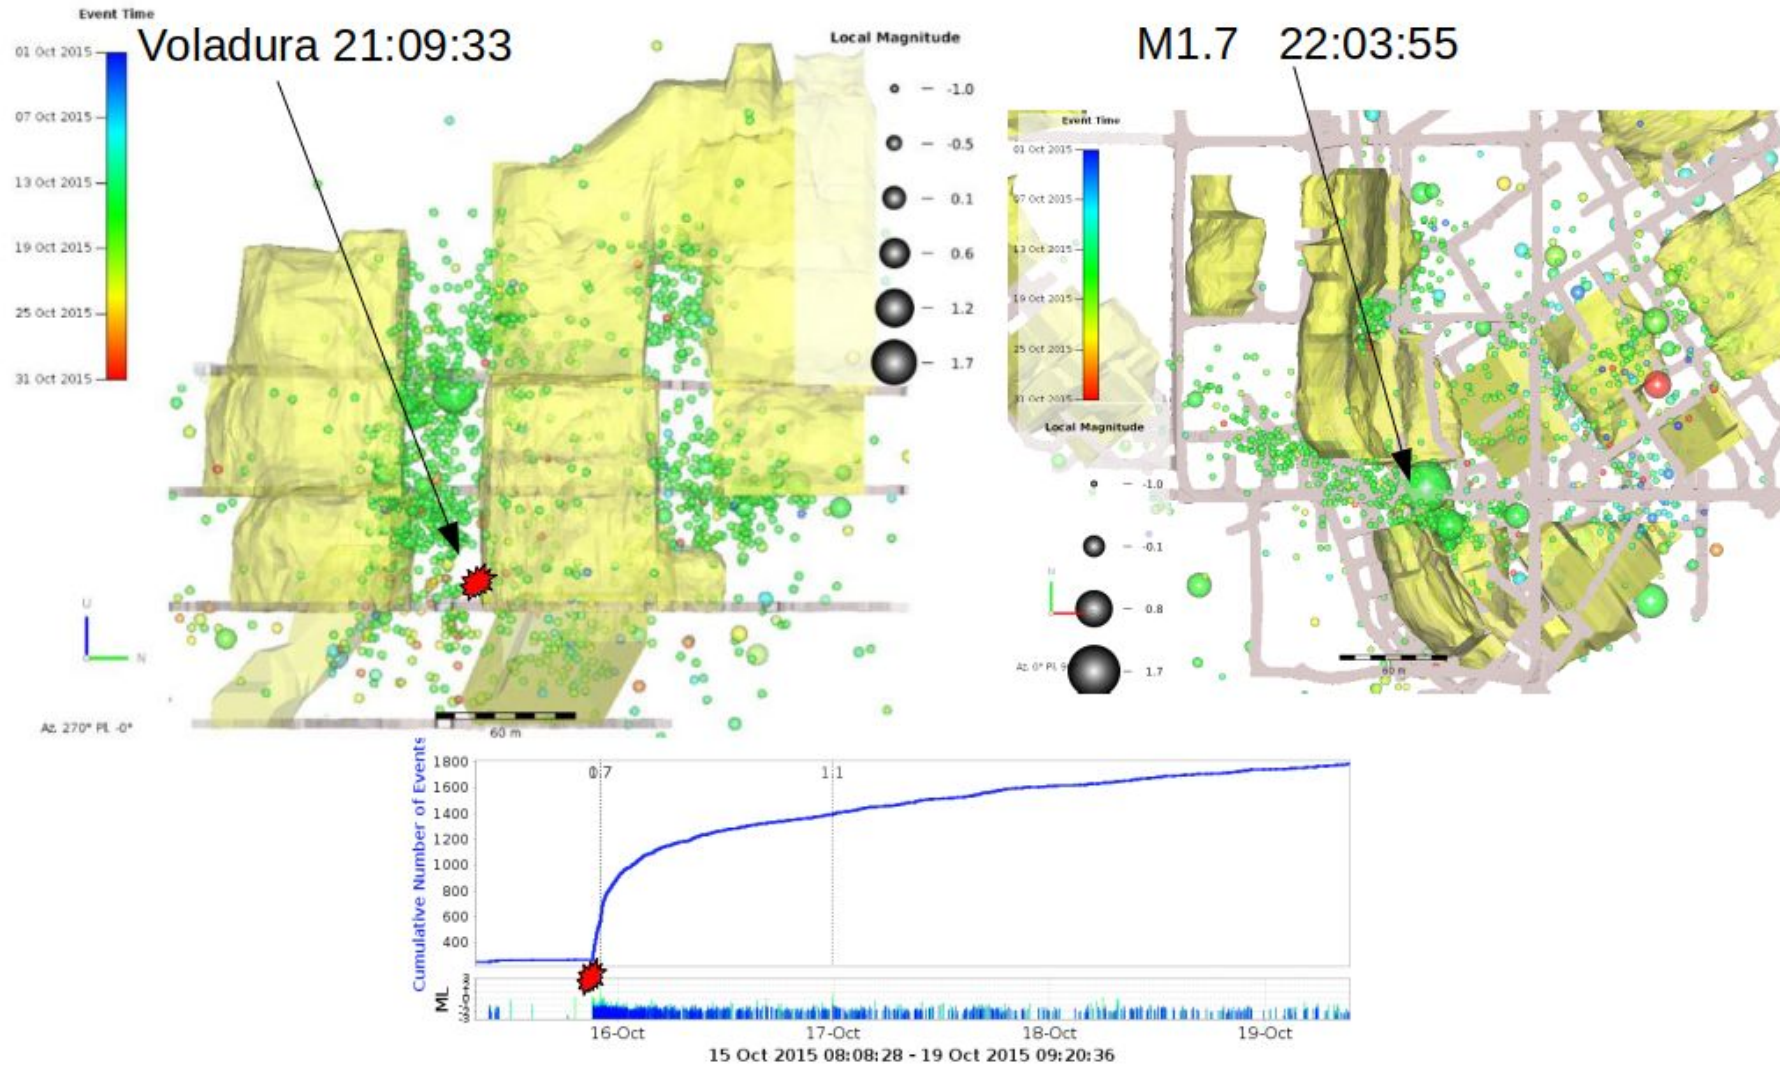 Event Time
Voladura 21:09:33
01 Oct 2015
07 Oct 2015
13 Oct 2015
19 Oct 2015
25 Oct 2015
31 Oct 2015
Local Magnitude
-1.0
-0.5
0.1
0.6
1.2
1.7
U
N
Az. 270° Pl. -0°
60 m
M1.7 22:03:55
Event Time
01 Oct 2015
07 Oct 2015
13 Oct 2015
19 Oct 2015
25 Oct 2015
31 Oct 2015
Local Magnitude
-1.0
-0.1
0.8
1.7
N
Az. 0° Pl. 9
60 m
Cumulative Number of Events
1800
1600
1400
1200
1000
800
600
400
1.1
ML
16-Oct
17-Oct
18-Oct
19-Oct
15 Oct 2015 08:08:28 - 19 Oct 2015 09:20:36